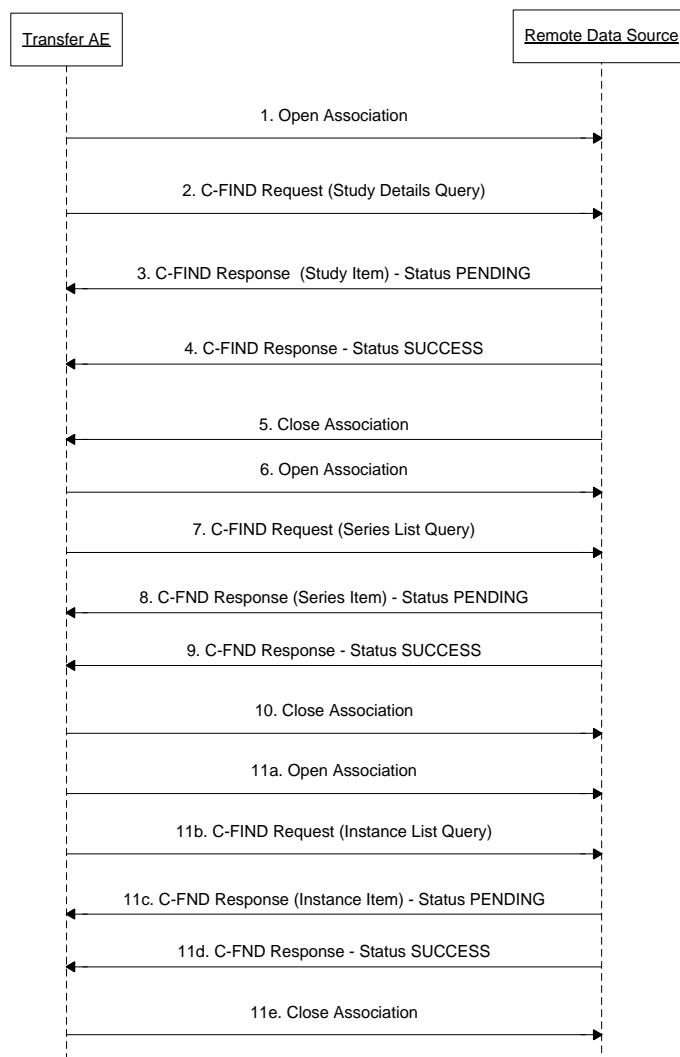 Transfer AE
Remote Data Source
1. Open Association
2. C-FIND Request (Study Details Query)
3. C-FIND Response  (Study Item) - Status PENDING
4. C-FIND Response - Status SUCCESS
5. Close Association
6. Open Association
7. C-FIND Request (Series List Query)
8. C-FND Response (Series Item) - Status PENDING
9. C-FND Response - Status SUCCESS
10. Close Association
11a. Open Association
11b. C-FIND Request (Instance List Query)
11c. C-FND Response (Instance Item) - Status PENDING
11d. C-FND Response - Status SUCCESS
11e. Close Association